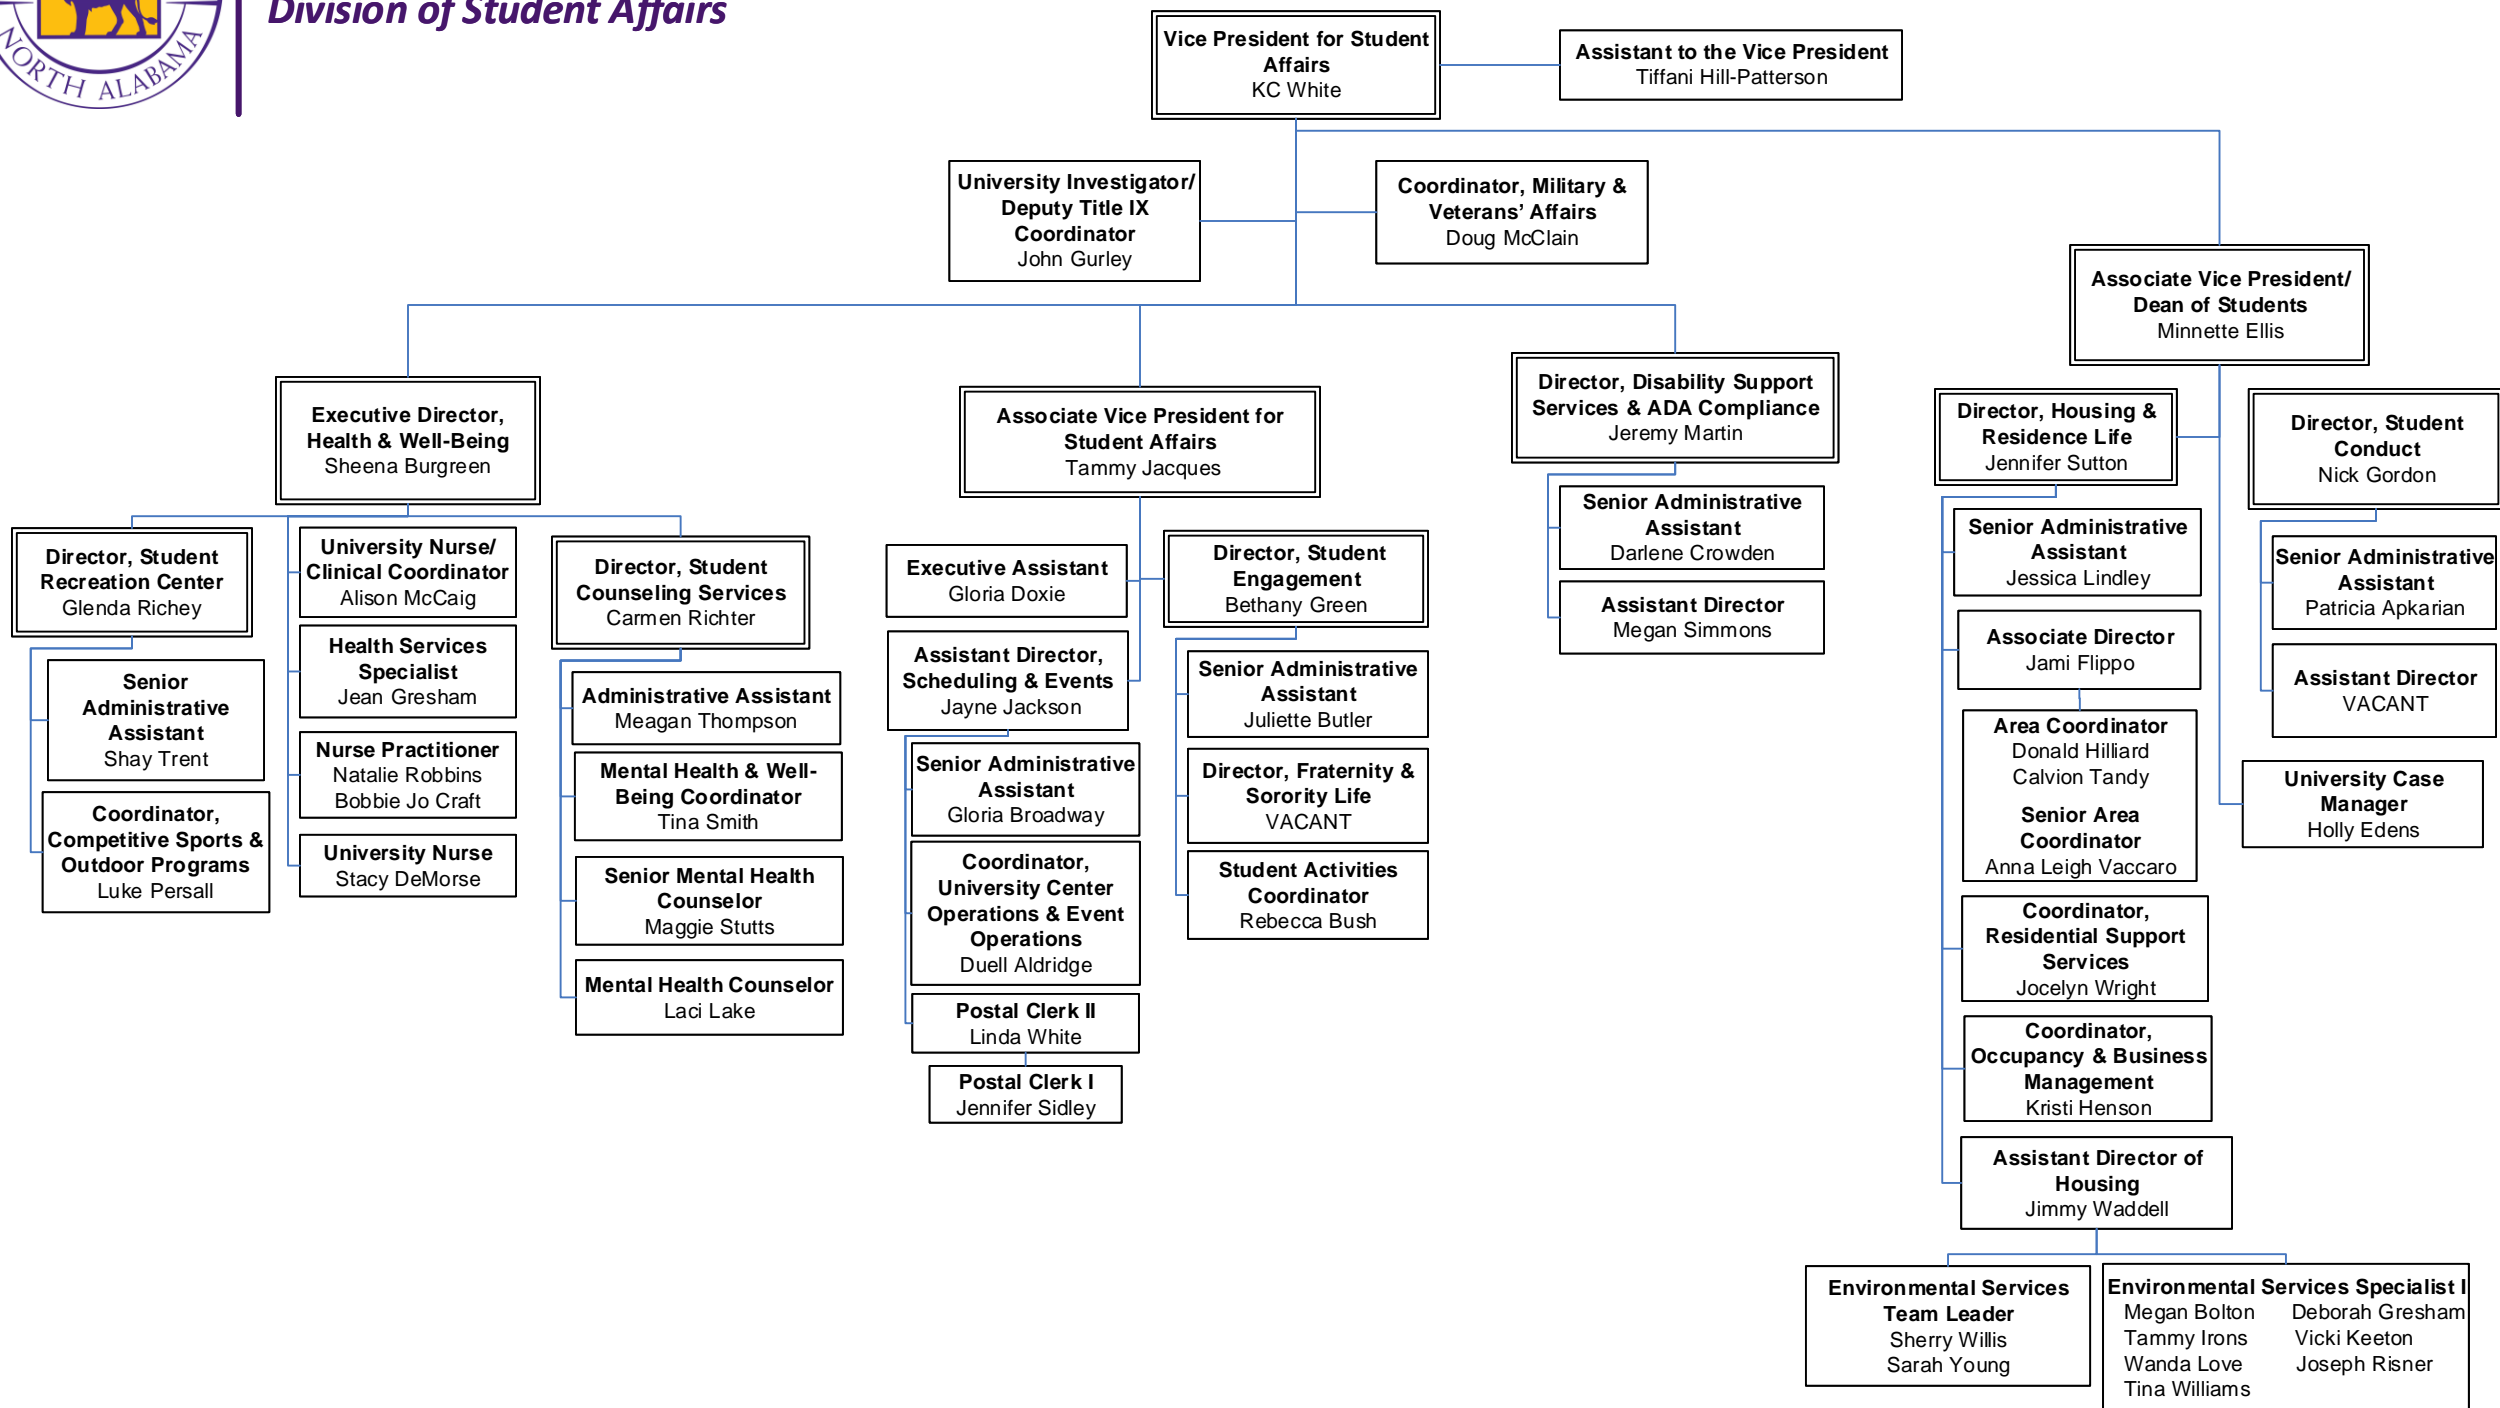 Division of Student Affairs
NORTH ALABAMA
Vice President for Student
Affairs
KC White
Assistant to the Vice President
Tiffani Hill-Patterson
University Investigator/
Deputy Title IX
Coordinator
John Gurley
Coordinator, Military &
Veterans’ Affairs
Doug McClain
Associate Vice President/
Dean of Students
Minnette Ellis
Executive Director,
Health & Well-Being
Sheena Burgreen
Associate Vice President for
Student Affairs
Tammy Jacques
Director, Disability Support
Services & ADA Compliance
Jeremy Martin
Director, Housing &
Residence Life
Jennifer Sutton
Director, Student
Conduct
Nick Gordon
Director, Student
Recreation Center
Glenda Richey
Senior
Administrative
Assistant
Shay Trent
Coordinator,
Competitive Sports &
Outdoor Programs
Luke Persall
University Nurse/
Clinical Coordinator
Alison McCaig
Health Services
Specialist
Jean Gresham
Nurse Practitioner
Natalie Robbins
Bobbie Jo Craft
University Nurse
Stacy DeMorse
Director, Student
Counseling Services
Carmen Richter
Administrative Assistant
Meagan Thompson
Mental Health & Well-
Being Coordinator
Tina Smith
Senior Mental Health
Counselor
Maggie Stutts
Mental Health Counselor
Laci Lake
Executive Assistant
Gloria Doxie
Assistant Director,
Scheduling & Events
Jayne Jackson
Senior Administrative
Assistant
Gloria Broadway
Coordinator,
University Center
Operations & Event
Operations
Duell Aldridge
Postal Clerk II
Linda White
Postal Clerk I
Jennifer Sidley
Director, Student
Engagement
Bethany Green
Senior Administrative
Assistant
Juliette Butler
Director, Fraternity &
Sorority Life
VACANT
Student Activities
Coordinator
Rebecca Bush
Senior Administrative
Assistant
Darlene Crowden
Assistant Director
Megan Simmons
Senior Administrative
Assistant
Jessica Lindley
Associate Director
Jami Flippo
Area Coordinator
Donald Hilliard
Calvion Tandy
Senior Area
Coordinator
Anna Leigh Vaccaro
Coordinator,
Residential Support
Services
Jocelyn Wright
Coordinator,
Occupancy & Business
Management
Kristi Henson
Assistant Director of
Housing
Jimmy Waddell
Environmental Services
Team Leader
Sherry Willis
Sarah Young
Environmental Services Specialist I
Megan Bolton Deborah Gresham
Tammy Irons Vicki Keeton
Wanda Love Joseph Risner
Tina Williams
Senior Administrative
Assistant
Patricia Apkarian
Assistant Director
VACANT
University Case
Manager
Holly Edens